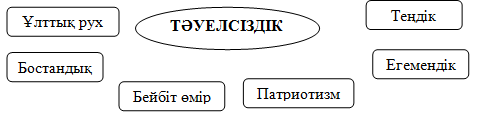 Ұлттық рух
ТӘУЕЛСІЗДІК
Теңдік
Бостандық
Егемендік
Бейбіт өмір
Патриотизм